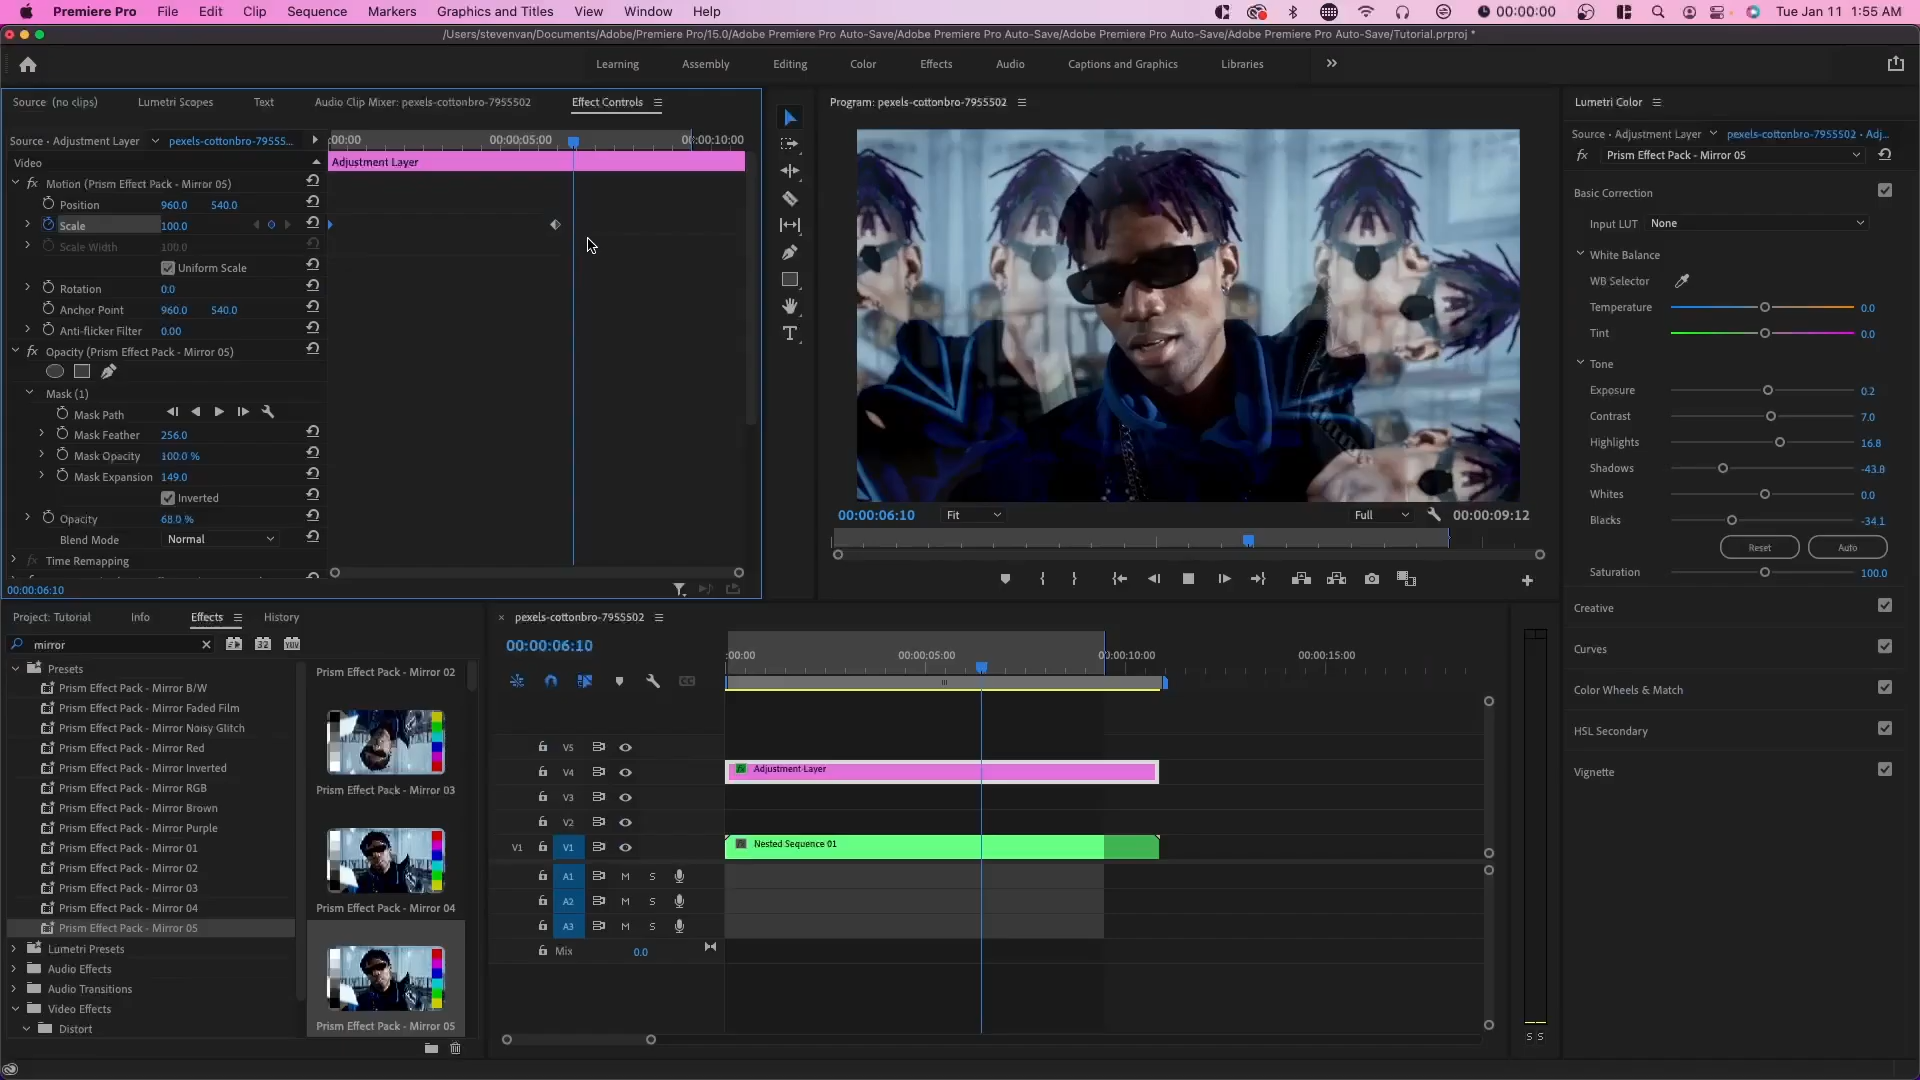 Premiere Pro File Edit Clip Sequence Markers Graphics and Titles View Window Help 00:00:00 Tue Jan 11 1:55 AM
/Users/stevenvan/Documents/Adobe/Premiere Pro/15.0/Adobe Premiere Pro Auto-Save/Adobe Premiere Pro Auto-Save/Adobe Premiere Pro Auto-Save/Adobe Premiere Pro Auto-Save/Tutorial.prproj *
Learning Assembly Editing Color Effects Audio Captions and Graphics Libraries
Source (no clips) Lumetri Scopes Text Audio Clip Mixer: pexels-cottonbro-7955502 Effect Controls
Source · Adjustment Layer pexels-cottonbro-79555...
:00:00 00:00:05:00 00:00:10:00
Video
Adjustment Layer
fx Motion (Prism Effect Pack - Mirror 05)
Position 960.0 540.0
Scale 100.0
Scale Width 100.0
Uniform Scale
Rotation 0.0
Anchor Point 960.0 540.0
Anti-flicker Filter 0.00
fx Opacity (Prism Effect Pack - Mirror 05)
Mask (1)
Mask Path
Mask Feather 256.0
Mask Opacity 100.0 %
Mask Expansion 149.0
Inverted
Opacity 68.0 %
Blend Mode Normal
fx Time Remapping
00:00:06:10
Program: pexels-cottonbro-7955502
00:00:06:10 Fit Full 00:00:09:12
Lumetri Color
Source · Adjustment Layer pexels-cottonbro-7955502 · Adj...
fx Prism Effect Pack - Mirror 05
Basic Correction
Input LUT None
White Balance
WB Selector
Temperature 0.0
Tint 0.0
Tone
Exposure 0.2
Contrast 7.0
Highlights 16.8
Shadows -43.8
Whites 0.0
Blacks -34.1
Reset Auto
Saturation 100.0
Creative
Curves
Color Wheels & Match
HSL Secondary
Vignette
Project: Tutorial Info Effects History
mirror 32 YUV
Presets
Prism Effect Pack - Mirror B/W
Prism Effect Pack - Mirror Faded Film
Prism Effect Pack - Mirror Noisy Glitch
Prism Effect Pack - Mirror Red
Prism Effect Pack - Mirror Inverted
Prism Effect Pack - Mirror RGB
Prism Effect Pack - Mirror Brown
Prism Effect Pack - Mirror Purple
Prism Effect Pack - Mirror 01
Prism Effect Pack - Mirror 02
Prism Effect Pack - Mirror 03
Prism Effect Pack - Mirror 04
Prism Effect Pack - Mirror 05
Lumetri Presets
Audio Effects
Audio Transitions
Video Effects
Distort
Prism Effect Pack - Mirror 02
Prism Effect Pack - Mirror 03
Prism Effect Pack - Mirror 04
Prism Effect Pack - Mirror 05
pexels-cottonbro-7955502
00:00:06:10
:00:00 00:00:05:00 00:00:10:00 00:00:15:00
V5
V4 fx Adjustment Layer
V3
V2
V1 V1 fx Nested Sequence 01
A1 M S
A2 M S
A3 M S
Mix 0.0
S S